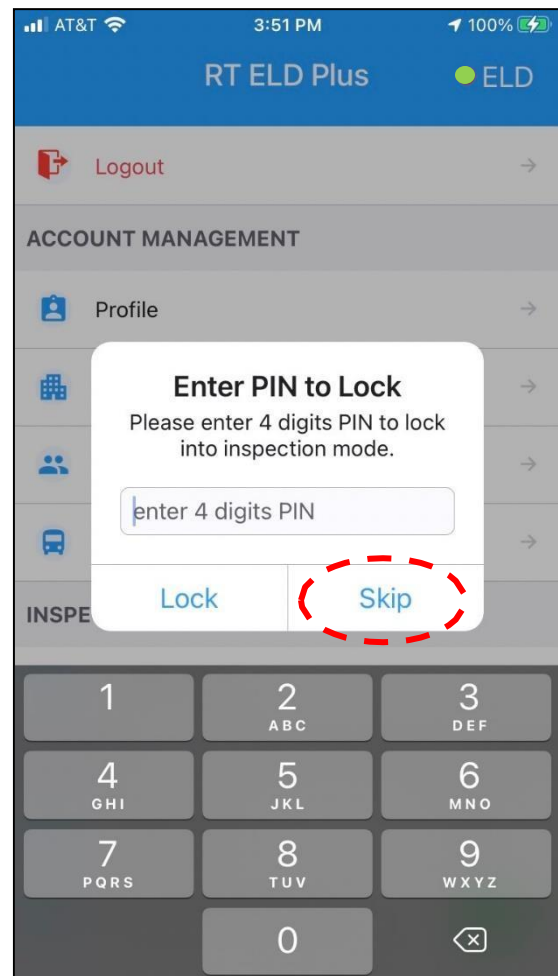 AT&T 3:51 PM 100%
RT ELD Plus ELD
Logout
ACCOUNT MANAGEMENT
Profile
Enter PIN to Lock
Please enter 4 digits PIN to lock
into inspection mode.
enter 4 digits PIN
Lock Skip
INSPE
1 2 3
ABC DEF
4 5 6
GHI JKL MNO
7 8 9
PQRS TUV WXYZ
0